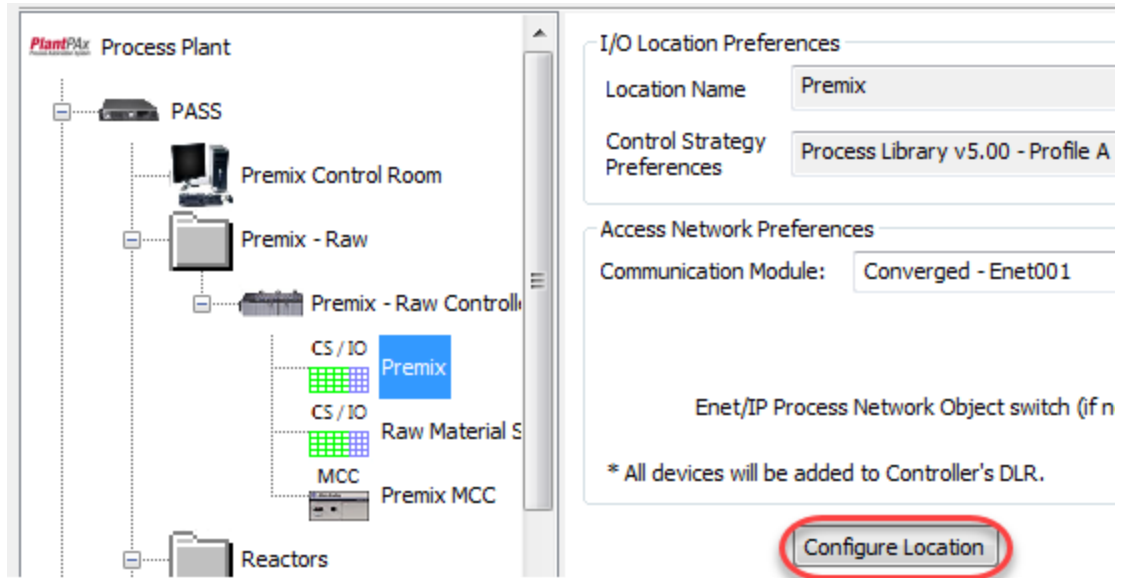 PlantPAx Process Plant
PASS
Premix Control Room
Premix - Raw
Premix - Raw Controlle
CS / IO
Premix
CS / IO
Raw Material S
MCC
Premix MCC
Reactors
I/O Location Preferences
Location Name Premix
Control Strategy
Preferences Process Library v5.00 - Profile A
Access Network Preferences
Communication Module: Converged - Enet001
Enet/IP Process Network Object switch (if n
* All devices will be added to Controller's DLR.
Configure Location